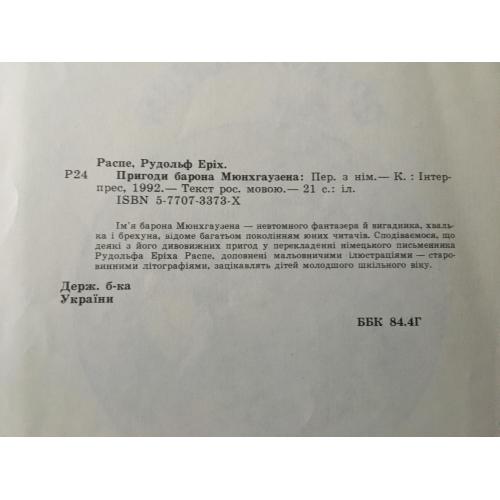 Распе, Рудольф Еріх.
Р24 Пригоди барона Мюнхгаузена: Пер. з нім.— К. : Інтер-
прес, 1992.— Текст рос. мовою.— 21 с.: іл.
ISBN 5-7707-3373-X
Ім'я барона Мюнхгаузена — невтомного фантазера й вигадника, хваль-
ка і брехуна, відоме багатьом поколінням юних читачів. Сподіваємося, що
деякі з його дивовижних пригод у перекладенні німецького письменника
Рудольфа Еріха Распе, доповнені мальовничими ілюстраціями — старо-
винними літографіями, зацікавлять дітей молодшого шкільного віку.
Держ. б-ка
України
ББК 84.4Г